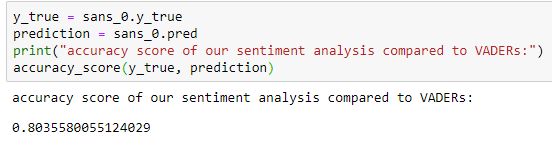 y_true = sans_0.y_true
prediction = sans_0.pred
print("accuracy score of our sentiment analysis compared to VADERs:")
accuracy_score(y_true, prediction)
accuracy score of our sentiment analysis compared to VADERs:
0.8035580055124029